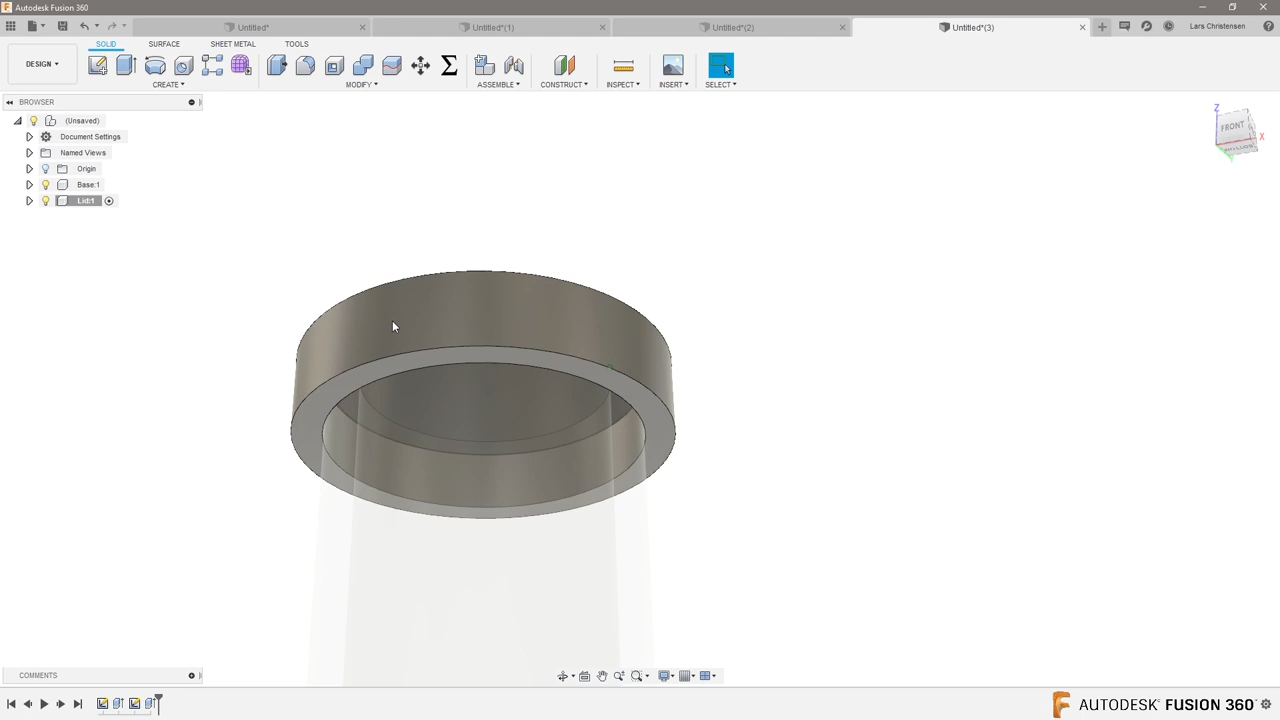 Autodesk Fusion 360
Untitled*
Untitled*(1)
Untitled*(2)
Untitled*(3)
Lars Christensen
DESIGN
SOLID
SURFACE
SHEET METAL
TOOLS
CREATE
MODIFY
ASSEMBLE
CONSTRUCT
INSPECT
INSERT
SELECT
BROWSER
(Unsaved)
Document Settings
Named Views
Origin
Base:1
Lid:1
Z
FRONT
X
COMMENTS
AUTODESK® FUSION 360°